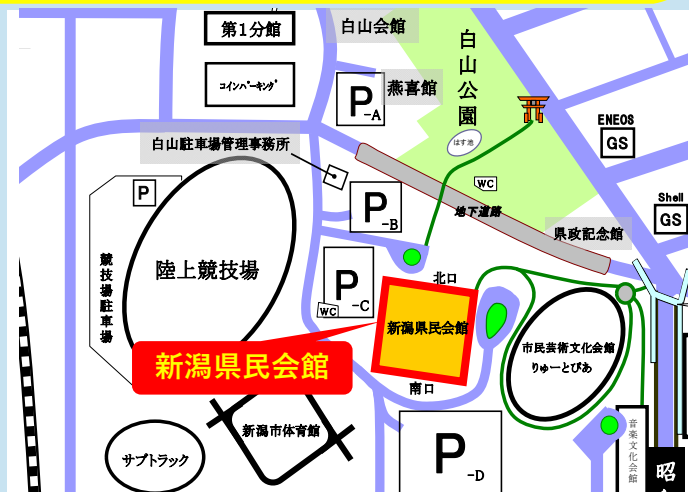 第1分館
白山会館
コインパーキング
P-A
燕喜館
白山公園
はす池
ENEOS
GS
Shell
GS
白山駐車場管理事務所
P
P-B
WC
地下道路
県政記念館
競技場駐車場
陸上競技場
P-C
WC
北口
新潟県民会館
新潟県民会館
南口
市民芸術文化会館
りゅーとぴあ
新潟市体育館
サブトラック
P-D
音楽文化会館
昭